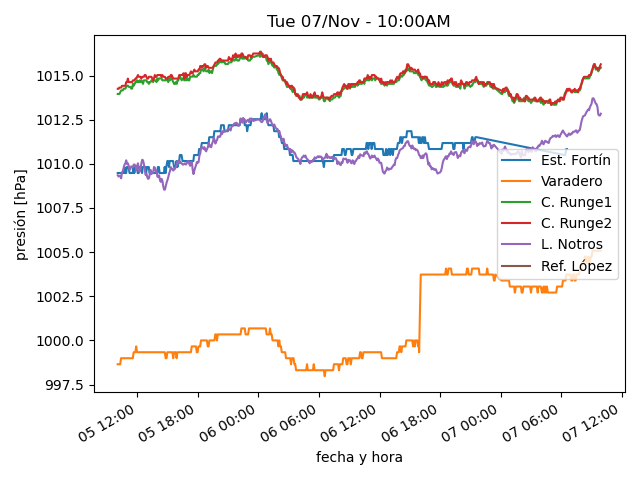 Tue 07/Nov - 10:00AM
presión [hPa]
1015.0
1012.5
1010.0
1007.5
1005.0
1002.5
1000.0
997.5
Est. Fortín
Varadero
C. Runge1
C. Runge2
L. Notros
Ref. López
05 12:00
05 18:00
06 00:00
06 06:00
06 12:00
06 18:00
07 00:00
07 06:00
07 12:00
fecha y hora